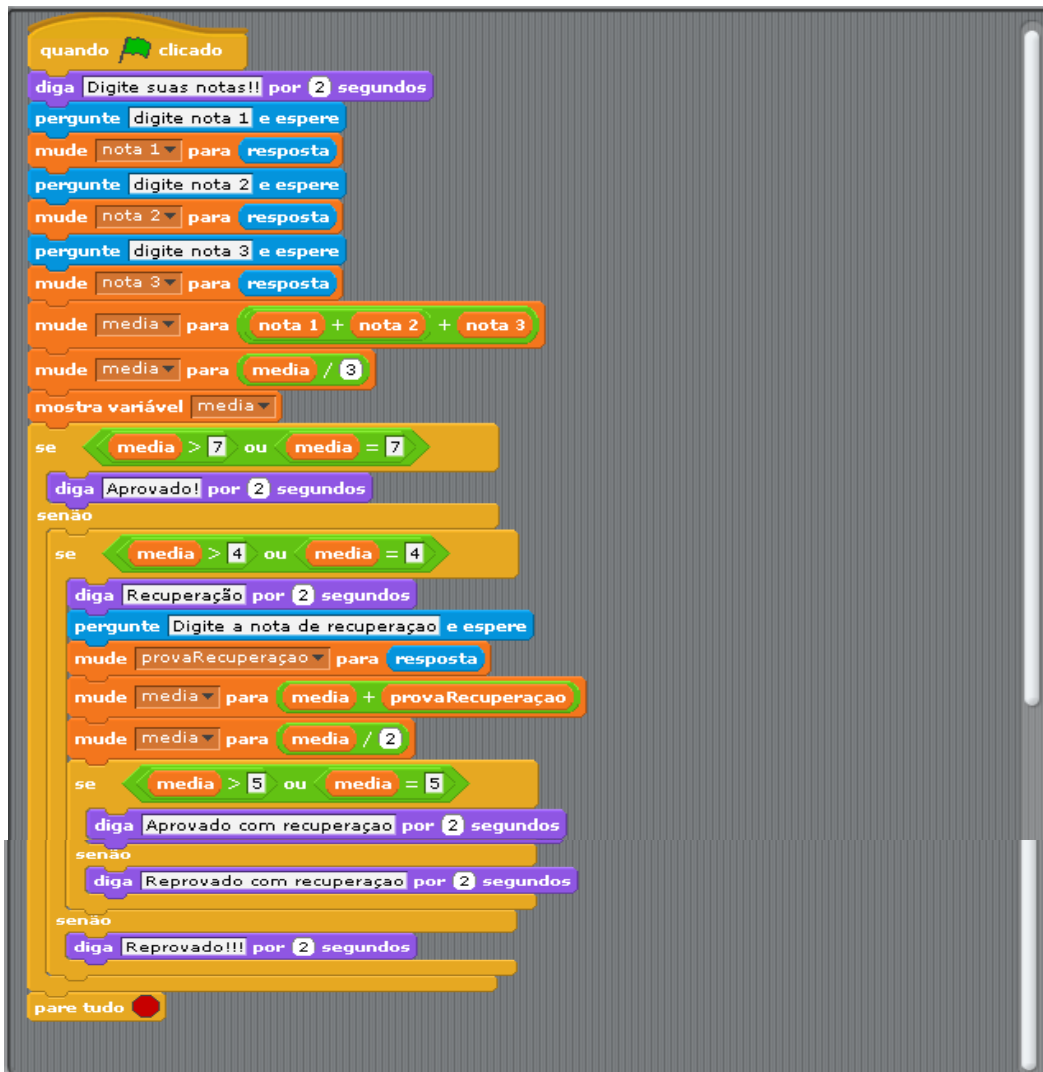 quando clicado
diga Digite suas notas!! por 2 segundos
pergunte digite nota 1 e espere
mude nota 1 para resposta
pergunte digite nota 2 e espere
mude nota 2 para resposta
pergunte digite nota 3 e espere
mude nota 3 para resposta
mude media para nota 1 + nota 2 + nota 3
mude media para media / 3
mostra variável media
se media > 7 ou media = 7
diga Aprovado! por 2 segundos
senão
se media > 4 ou media = 4
diga Recuperação por 2 segundos
pergunte Digite a nota de recuperaçao e espere
mude provaRecuperaçao para resposta
mude media para media + provaRecuperaçao
mude media para media / 2
se media > 5 ou media = 5
diga Aprovado com recuperaçao por 2 segundos
senão
diga Reprovado com recuperaçao por 2 segundos
senão
diga Reprovado!!! por 2 segundos
pare tudo